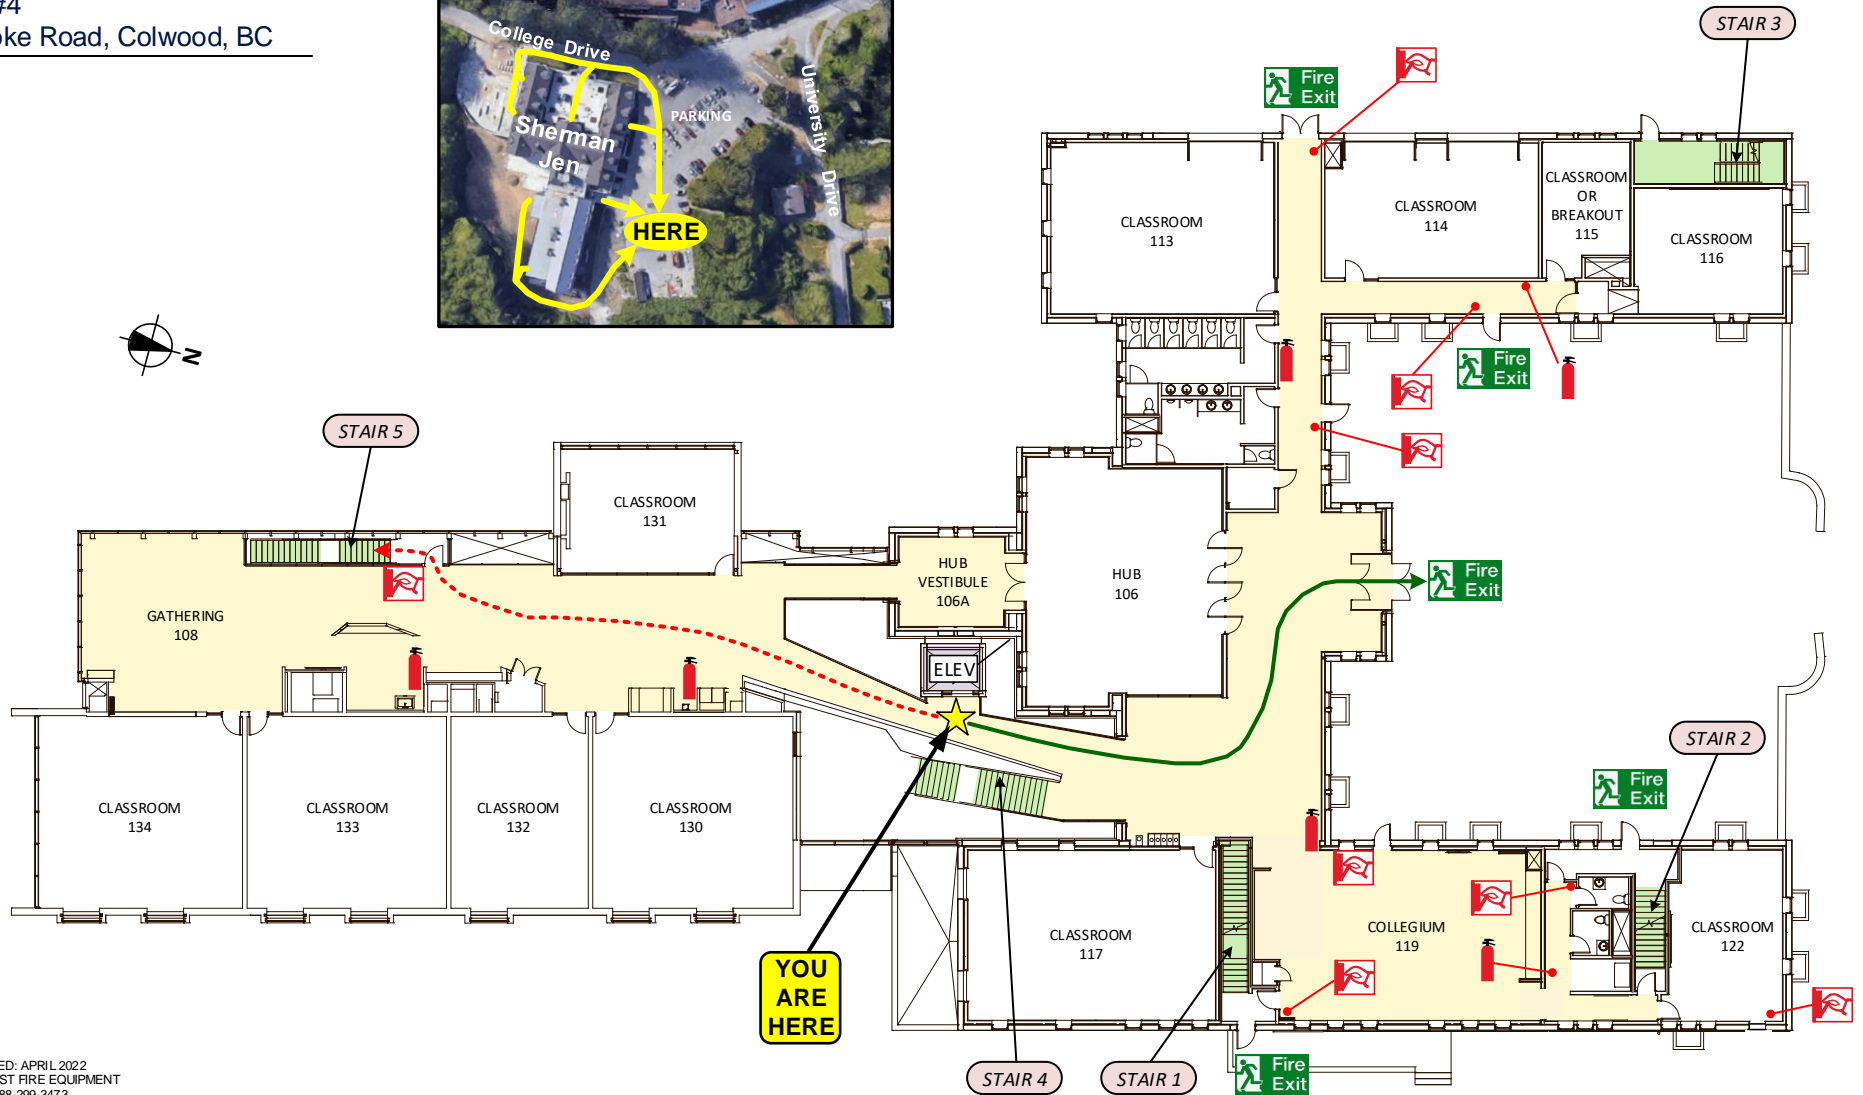 #4
oke Road, Colwood, BC
College Drive
University Drive
PARKING
Sherman
Jen
HERE
N
STAIR 3
Fire
Exit
CLASSROOM
113
CLASSROOM
114
CLASSROOM
OR
BREAKOUT
115
CLASSROOM
116
Fire
Exit
STAIR 5
CLASSROOM
131
HUB
VESTIBULE
106A
HUB
106
Fire
Exit
GATHERING
108
ELEV
STAIR 2
Fire
Exit
CLASSROOM
134
CLASSROOM
133
CLASSROOM
132
CLASSROOM
130
CLASSROOM
117
COLLEGIUM
119
CLASSROOM
122
YOU
ARE
HERE
STAIR 4
STAIR 1
Fire
Exit
ED: APRIL 2022
ST FIRE EQUIPMENT
88-299-3473